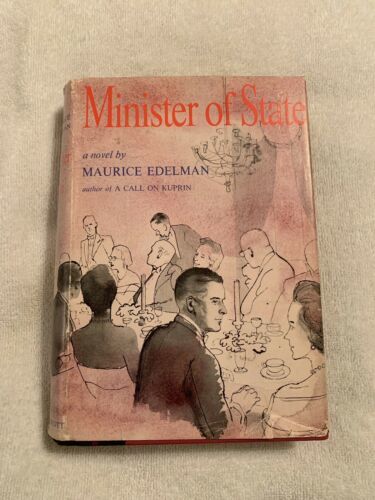 Minister of State
a novel by
MAURICE EDELMAN
author of A CALL ON KUPRIN